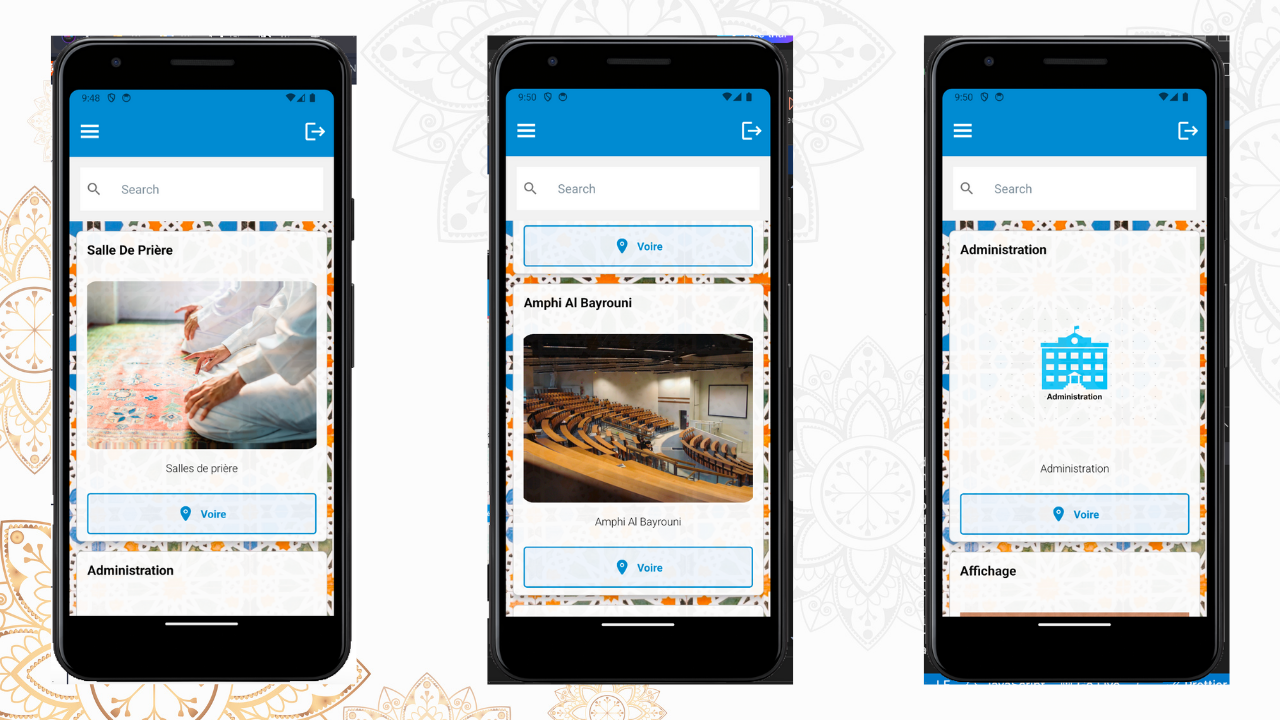 9:48
Search
Salle De Prière
Salles de prière
Voire
Administration
9:50
Search
Voire
Amphi Al Bayrouni
Amphi Al Bayrouni
Voire
9:50
Search
Administration
Administration
Administration
Voire
Affichage